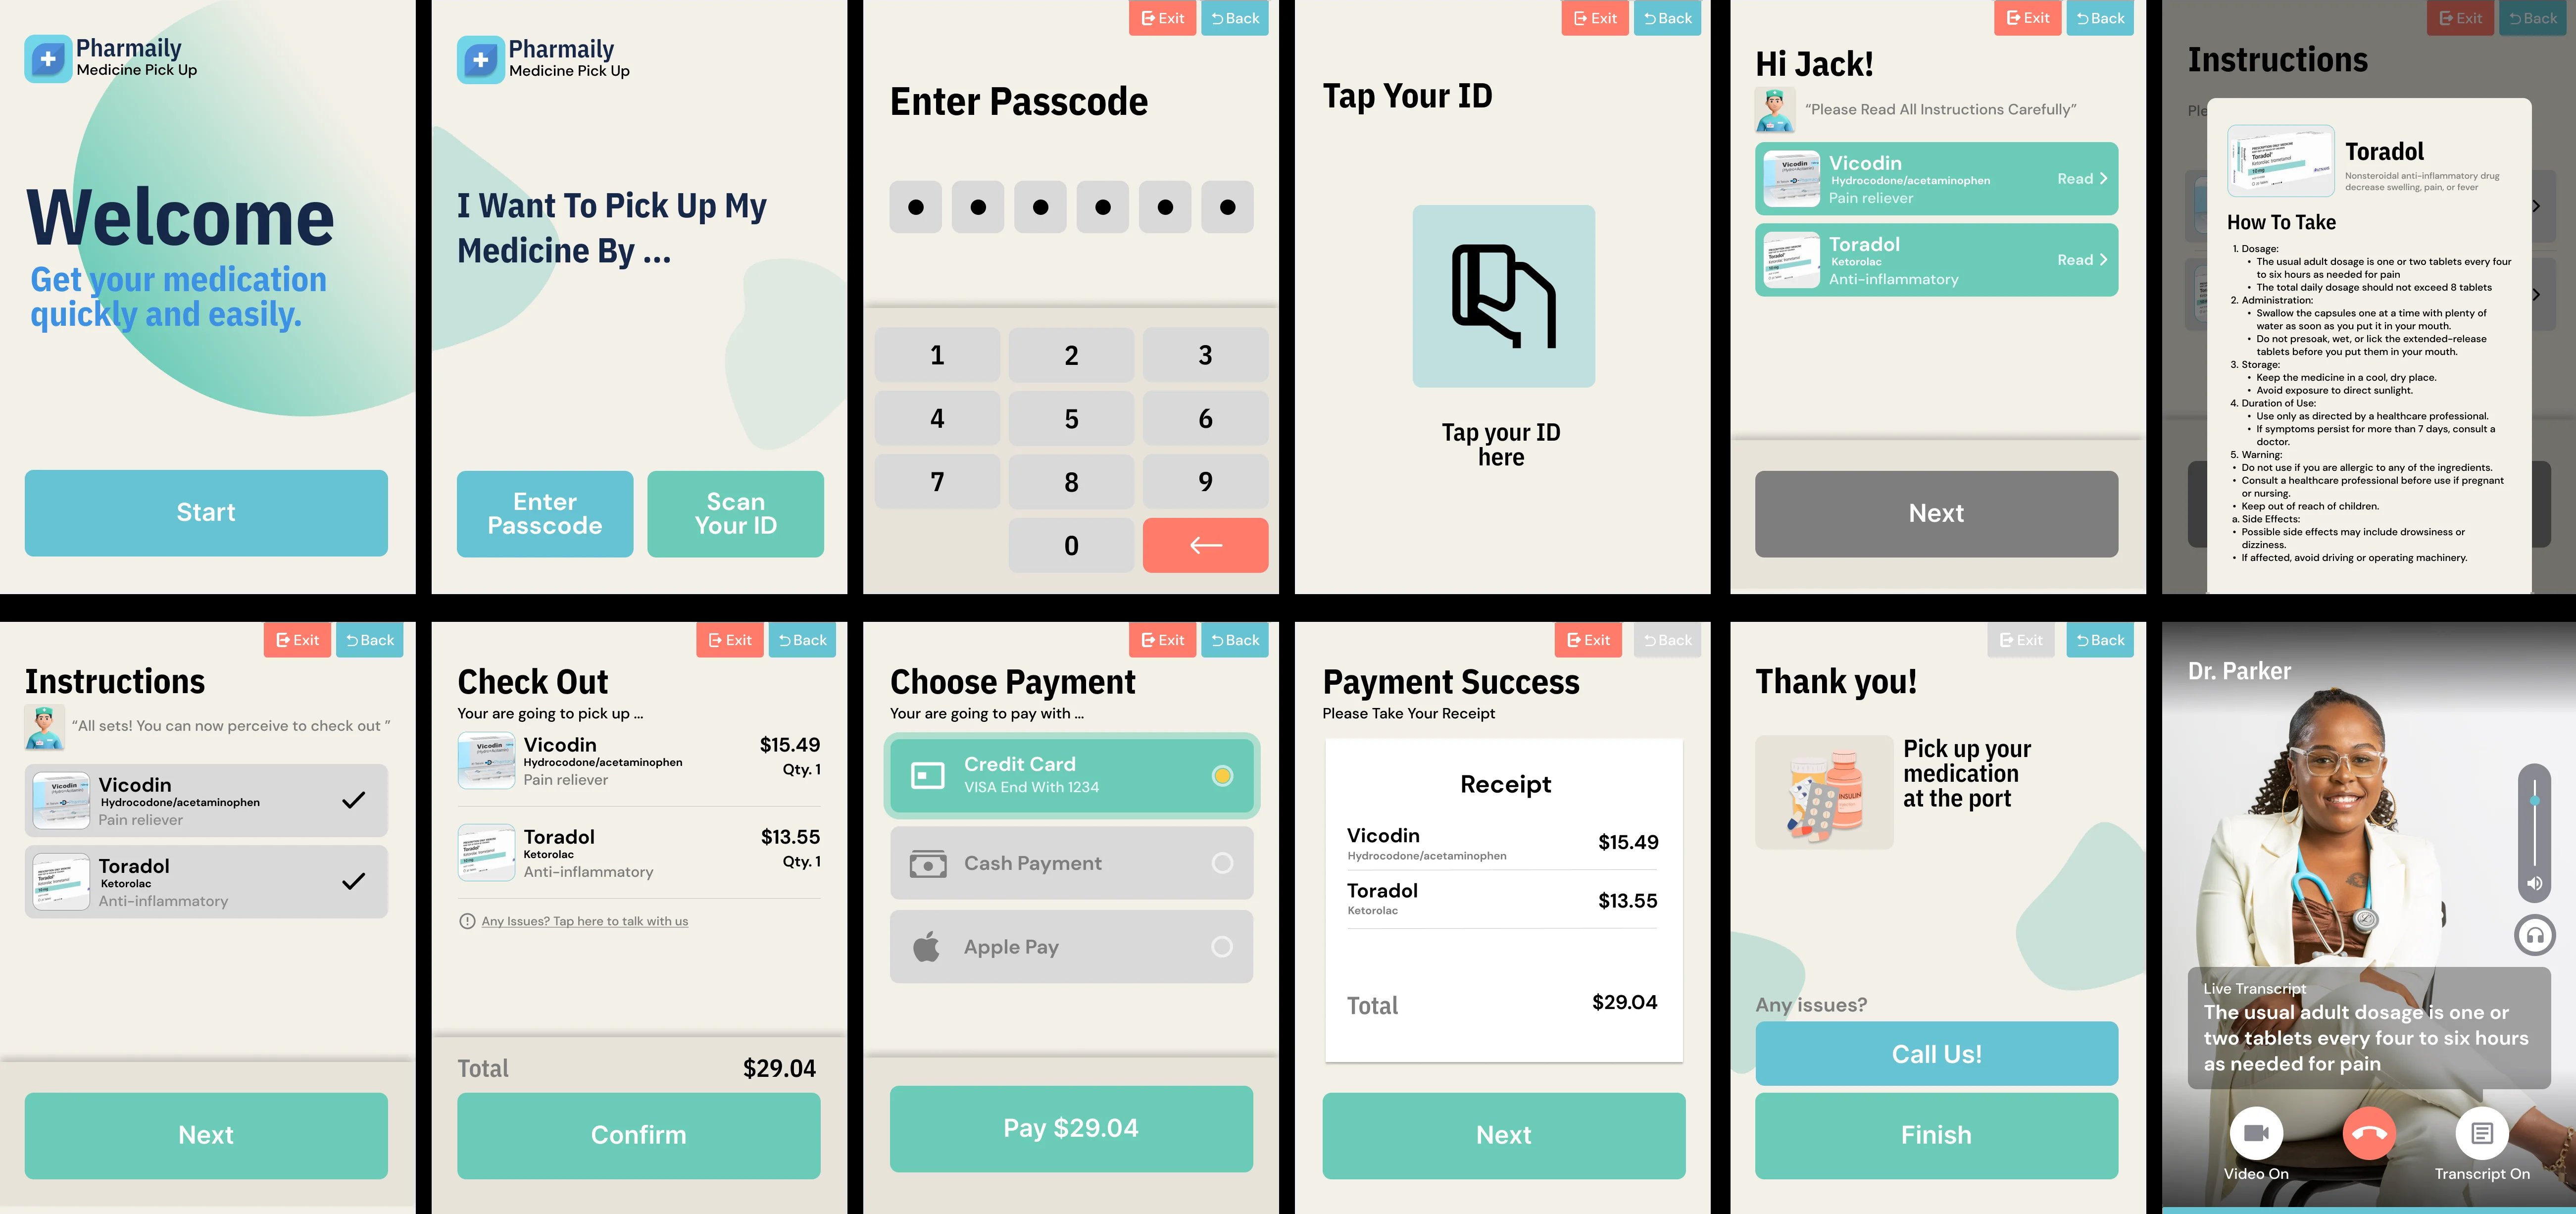 Pharmaily
Medicine Pick Up
Welcome
Get your medication
quickly and easily.
Start
Pharmaily
Medicine Pick Up
I Want To Pick Up My
Medicine By ...
Enter
Passcode
Scan
Your ID
Exit
Back
Enter Passcode
1
2
3
4
5
6
7
8
9
0
Exit
Back
Tap Your ID
Tap your ID
here
Exit
Back
Hi Jack!
“Please Read All Instructions Carefully”
Vicodin
Hydrocodone/acetaminophen
Pain reliever
Read
Toradol
Ketorolac
Anti-inflammatory
Read
Next
Exit
Back
Instructions
Ple
Toradol
Nonsteroidal anti-inflammatory drug
decrease swelling, pain, or fever
How To Take
1. Dosage:
• The usual adult dosage is one or two tablets every four
to six hours as needed for pain
• The total daily dosage should not exceed 8 tablets
2. Administration:
• Swallow the capsules one at a time with plenty of
water as soon as you put it in your mouth.
• Do not presoak, wet, or lick the extended-release
tablets before you put them in your mouth.
3. Storage:
• Keep the medicine in a cool, dry place.
• Avoid exposure to direct sunlight.
4. Duration of Use:
• Use only as directed by a healthcare professional.
• If symptoms persist for more than 7 days, consult a
doctor.
5. Warning:
• Do not use if you are allergic to any of the ingredients.
• Consult a healthcare professional before use if pregnant
or nursing.
• Keep out of reach of children.
a. Side Effects:
• Possible side effects may include drowsiness or
dizziness.
• If affected, avoid driving or operating machinery.
Exit
Back
Instructions
“All sets! You can now perceive to check out ”
Vicodin
Hydrocodone/acetaminophen
Pain reliever
Toradol
Ketorolac
Anti-inflammatory
Next
Exit
Back
Check Out
Your are going to pick up ...
Vicodin
Hydrocodone/acetaminophen
Pain reliever
$15.49
Qty. 1
Toradol
Ketorolac
Anti-inflammatory
$13.55
Qty. 1
Any Issues? Tap here to talk with us
Total
$29.04
Confirm
Exit
Back
Choose Payment
Your are going to pay with ...
Credit Card
VISA End With 1234
Cash Payment
Apple Pay
Pay $29.04
Exit
Back
Payment Success
Please Take Your Receipt
Receipt
Vicodin
Hydrocodone/acetaminophen
$15.49
Toradol
Ketorolac
$13.55
Total
$29.04
Next
Exit
Back
Thank you!
INSULIN
Pick up your
medication
at the port
Any issues?
Call Us!
Finish
Dr. Parker
Live Transcript
The usual adult dosage is one or
two tablets every four to six hours
as needed for pain
Video On
Transcript On